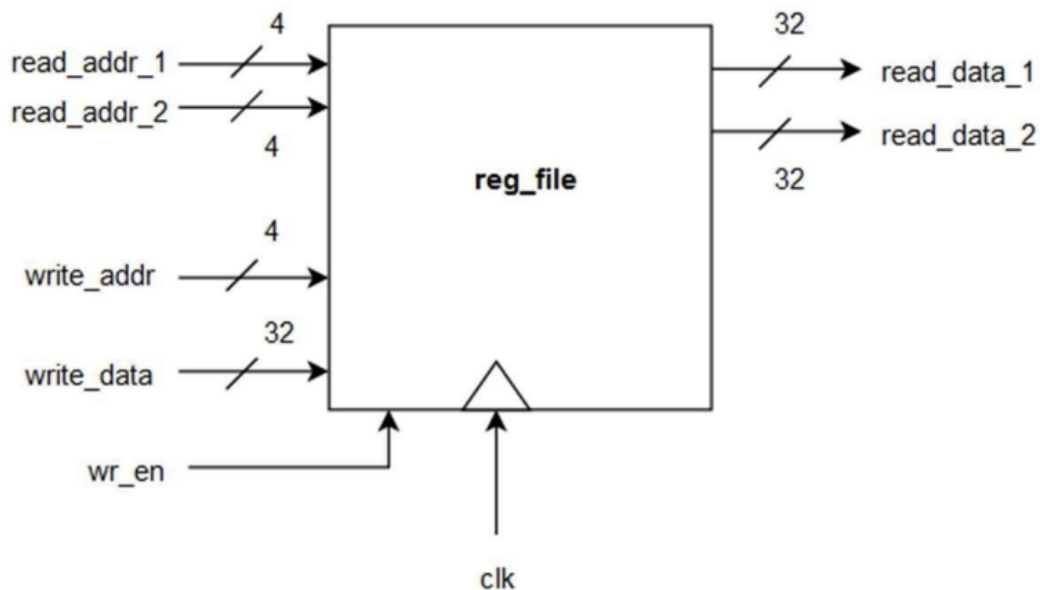 4
32
read_addr_1
read_data_1
read_addr_2
read_data_2
4
32
reg_file
4
write_addr
32
write_data
wr_en
clk